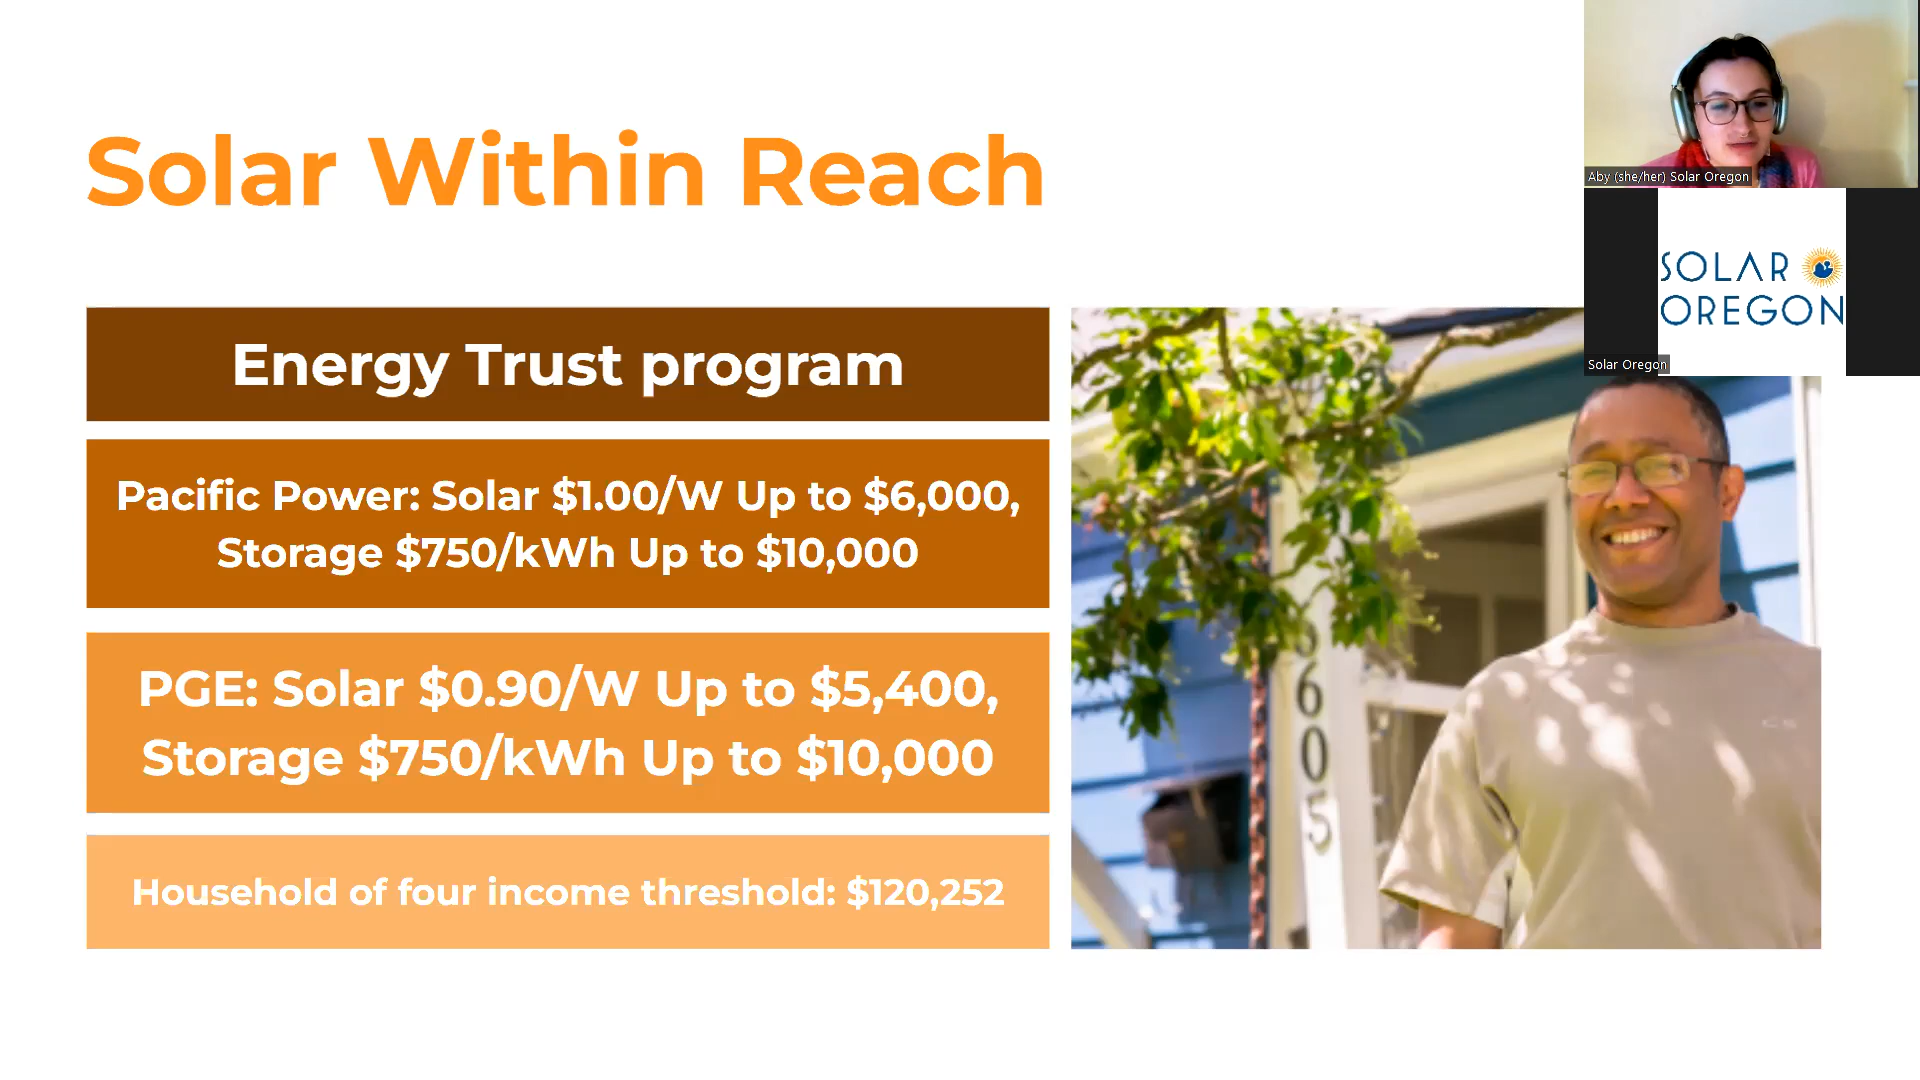 Solar Within Reach
Energy Trust program
Pacific Power: Solar $1.00/W Up to $6,000,
Storage $750/kWh Up to $10,000
PGE: Solar $0.90/W Up to $5,400,
Storage $750/kWh Up to $10,000
Household of four income threshold: $120,252
Aby (she/her) Solar Oregon
SOLAR
OREGON
Solar Oregon
6605